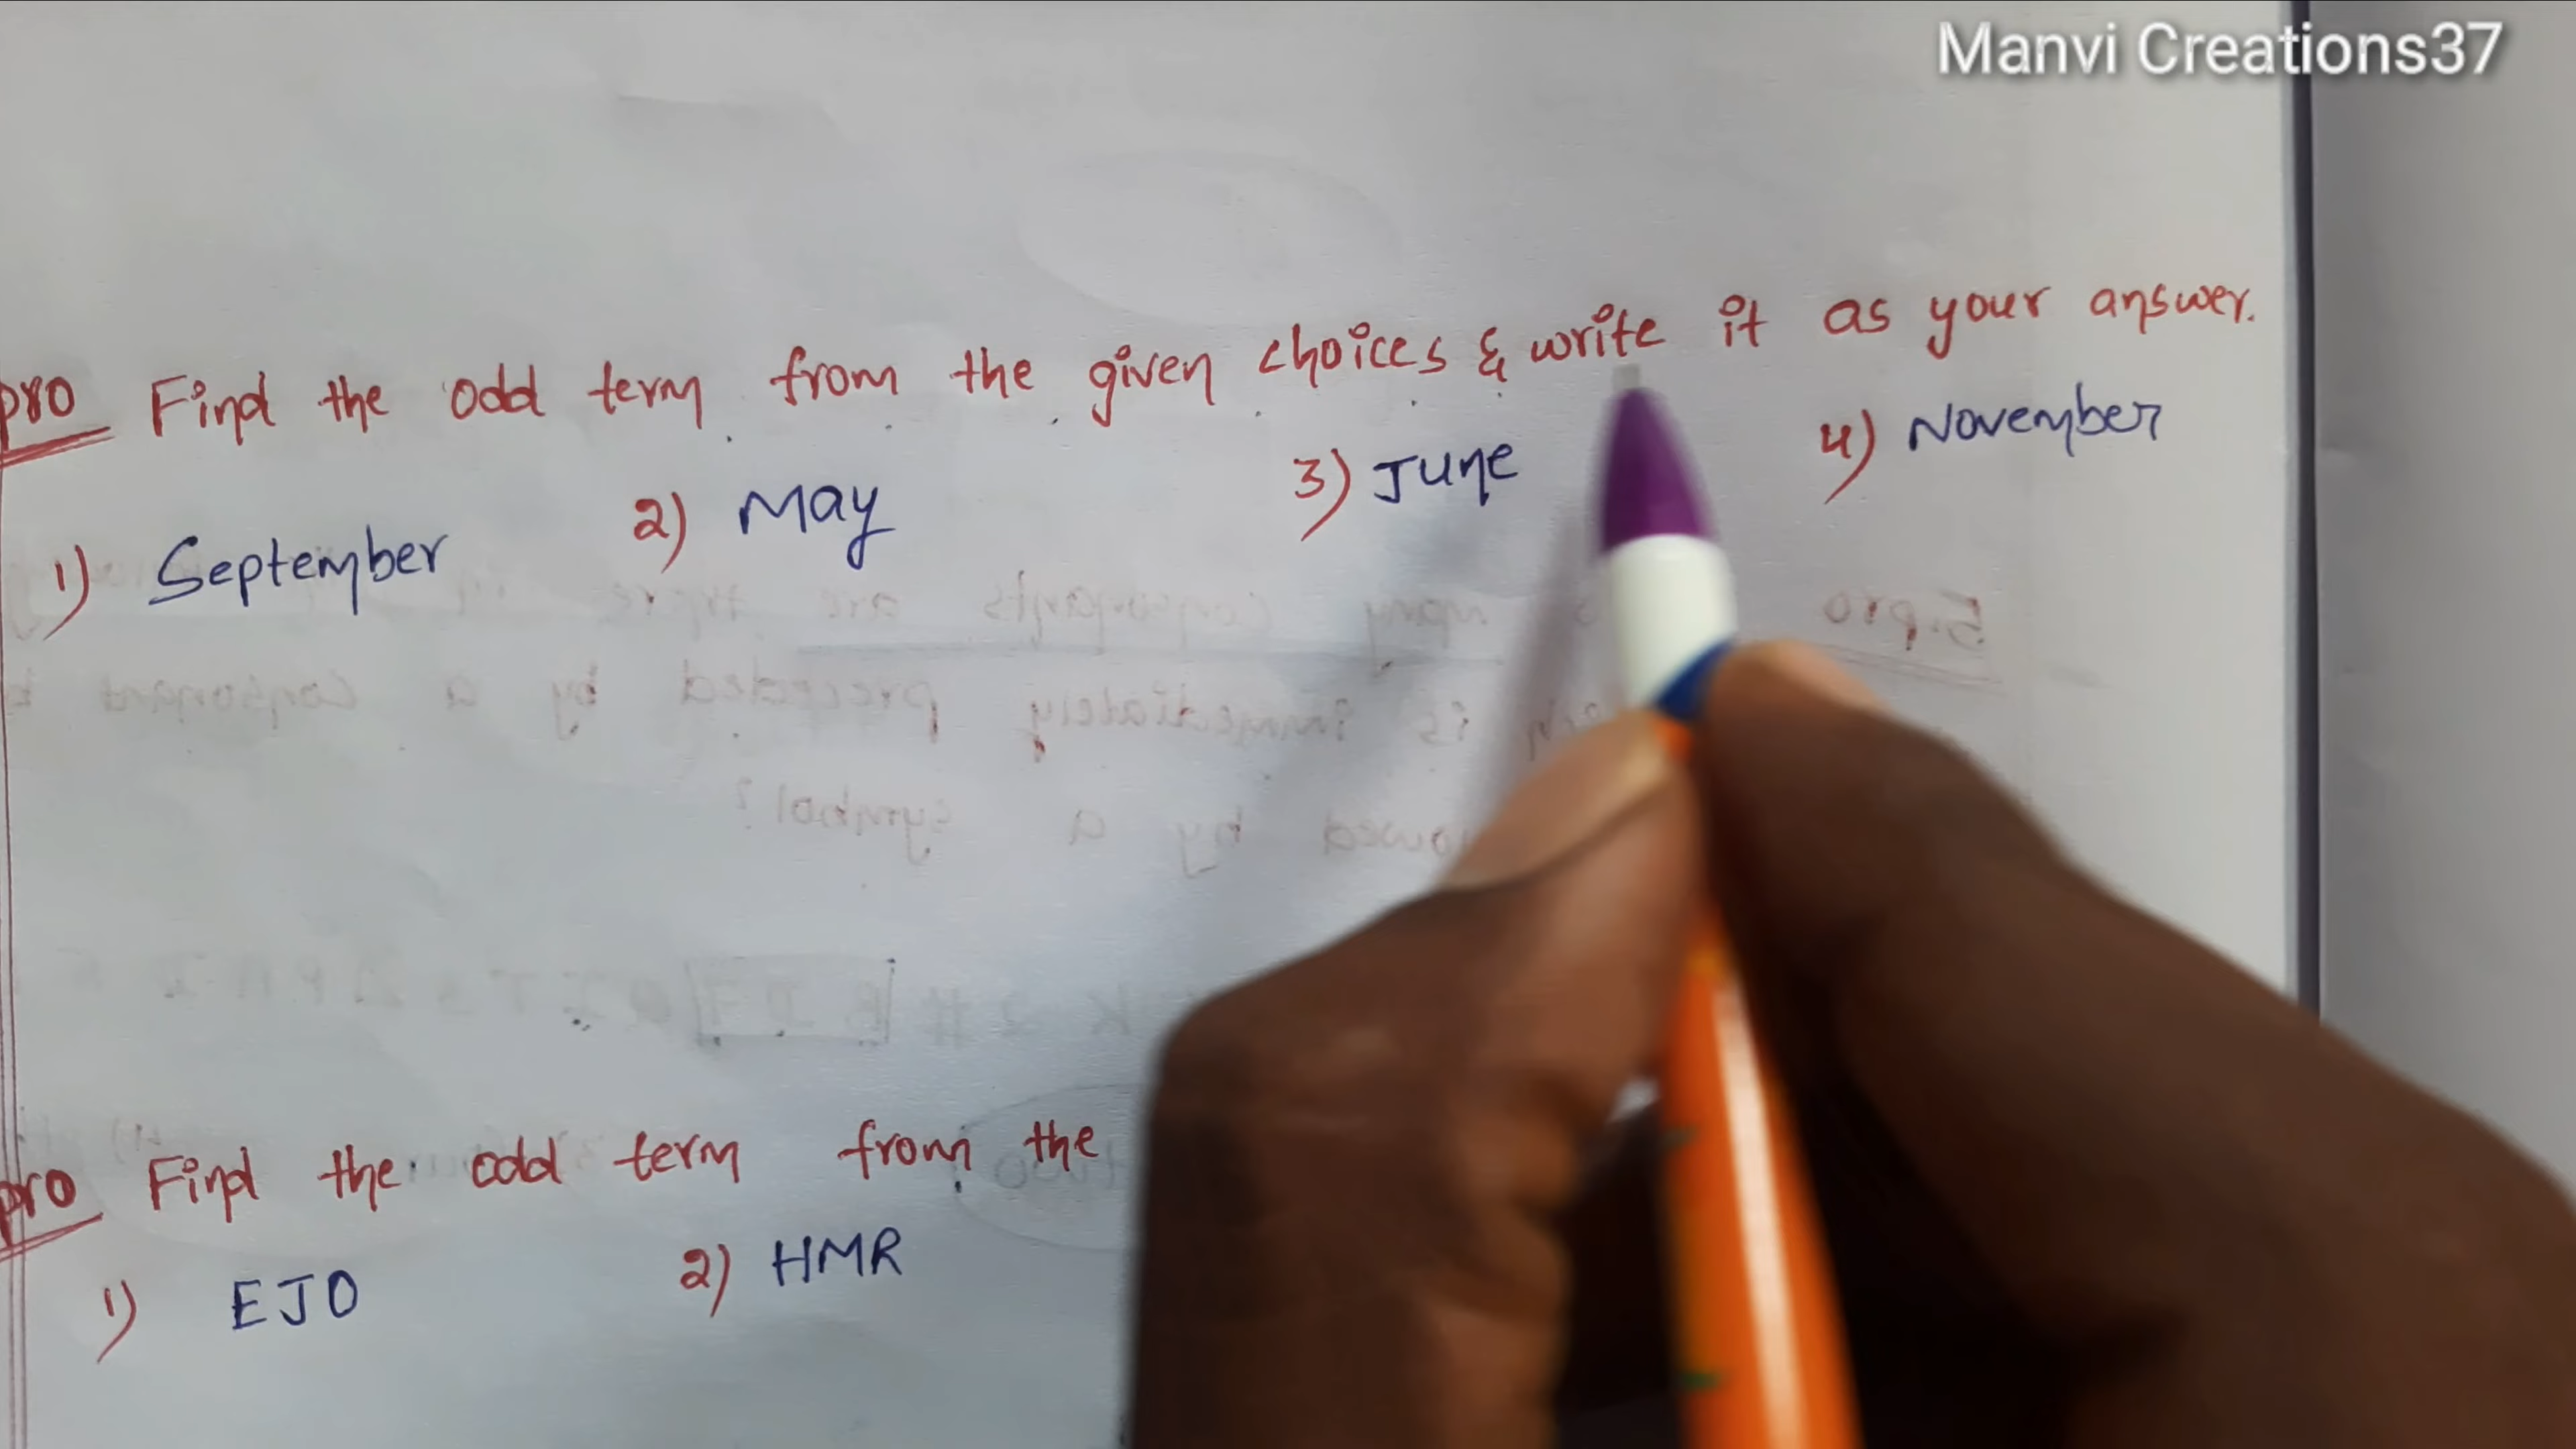 Manvi Creations37
pro Find the odd term from the given choices & write it as your answer.
1) September 2) May 3) June 4) November
pro Find the odd term from the
1) EJO 2) HMR